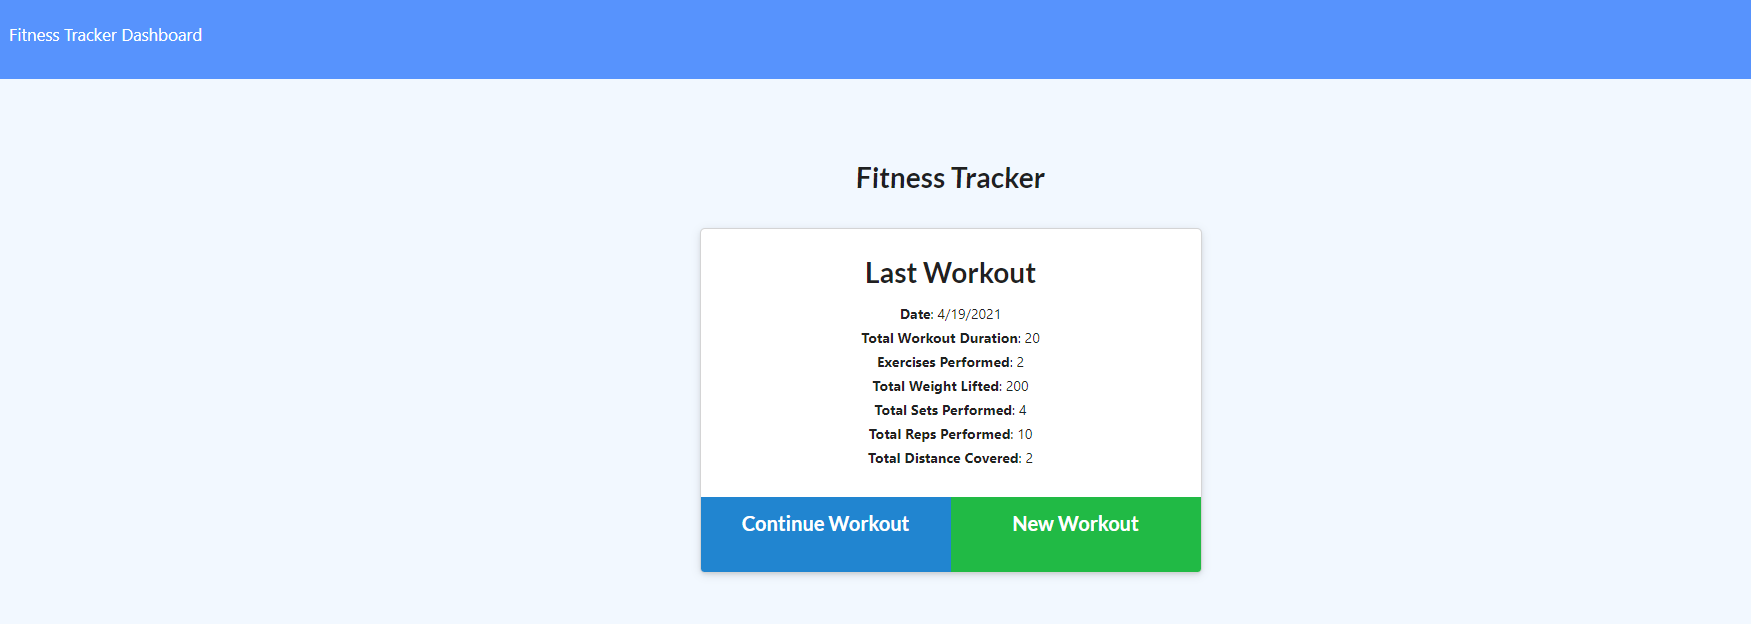 Fitness Tracker Dashboard
Fitness Tracker
Last Workout
Date: 4/19/2021
Total Workout Duration: 20
Exercises Performed: 2
Total Weight Lifted: 200
Total Sets Performed: 4
Total Reps Performed: 10
Total Distance Covered: 2
Continue Workout
New Workout